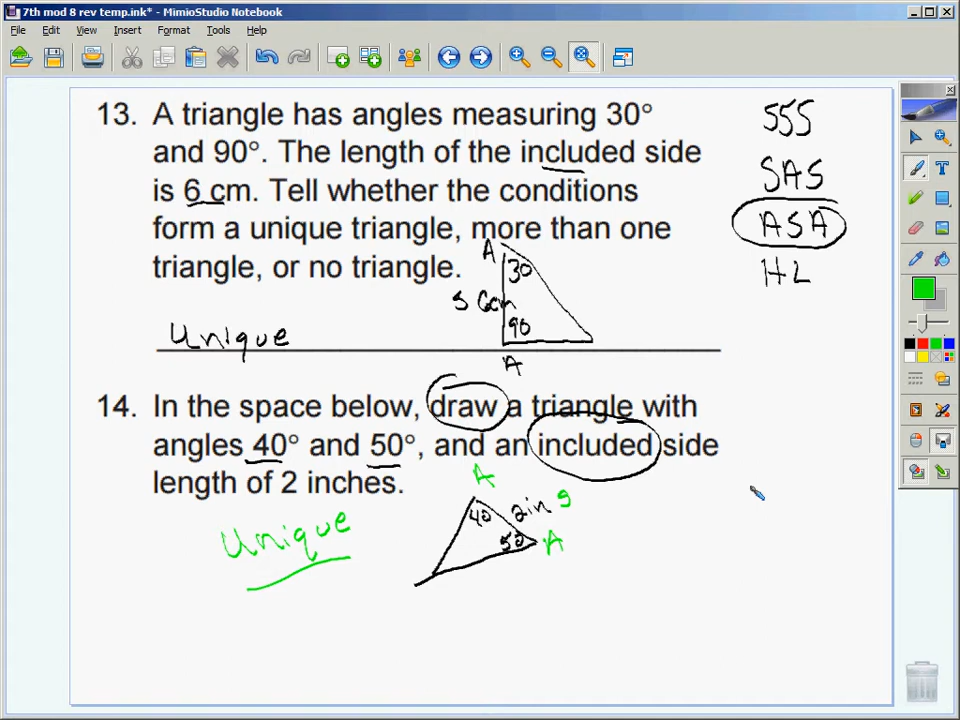 7th mod 8 rev temp.ink* - MimioStudio Notebook
File Edit View Insert Format Tools Help
13. A triangle has angles measuring 30°
and 90°. The length of the included side
is 6 cm. Tell whether the conditions
form a unique triangle, more than one
triangle, or no triangle.
A
30
S 6cm
90
Unique
A
SSS
SAS
ASA
HL
14. In the space below, draw a triangle with
angles 40° and 50°, and an included side
length of 2 inches.
A
40
2in S
50 A
Unique
T